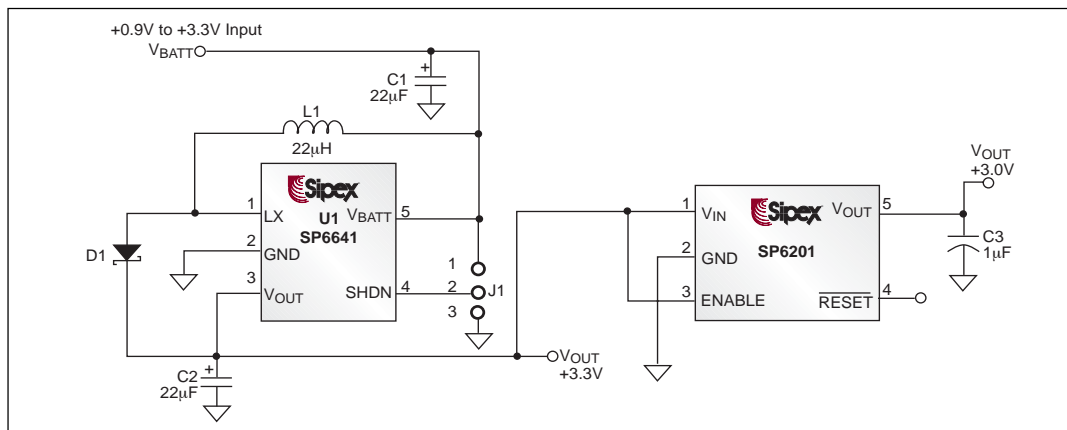 +0.9V to +3.3V Input
VBATT
C1
22μF
+
L1
22μH
Sipex
U1
SP6641
1
LX
2
GND
3
VOUT
VBATT
5
SHDN
4
1
2
3
J1
D1
C2
22μF
+
VOUT
+3.3V
Sipex
SP6201
1
VIN
2
GND
3
ENABLE
VOUT
5
RESET
4
VOUT
+3.0V
C3
1μF